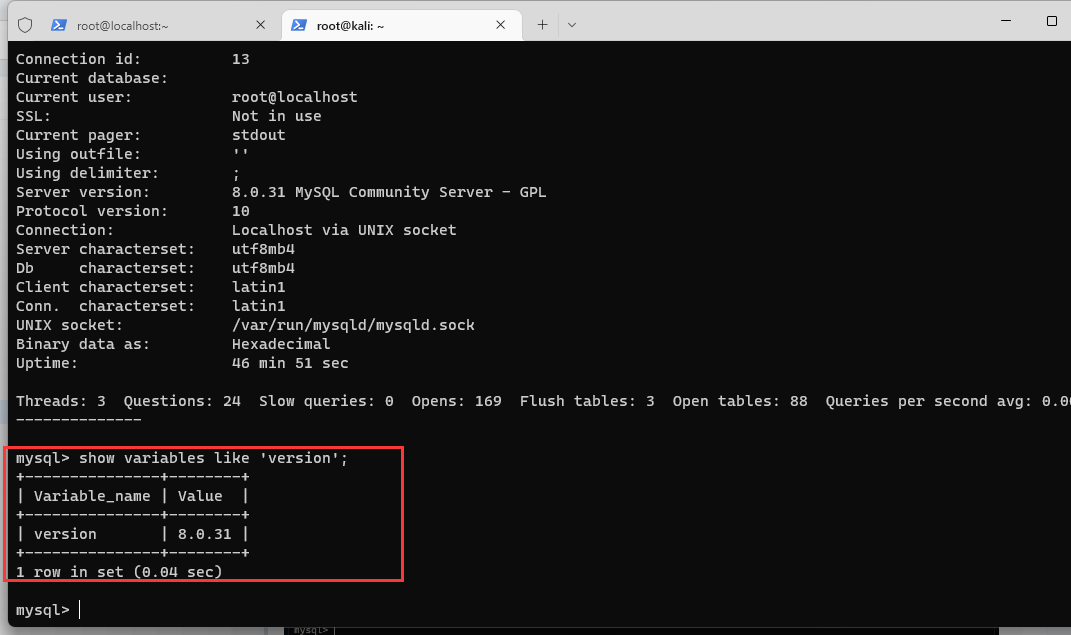 root@localhost:~
root@kali: ~
Connection id:          13
Current database:
Current user:           root@localhost
SSL:                    Not in use
Current pager:          stdout
Using outfile:          ''
Using delimiter:        ;
Server version:         8.0.31 MySQL Community Server - GPL
Protocol version:       10
Connection:             Localhost via UNIX socket
Server characterset:    utf8mb4
Db     characterset:    utf8mb4
Client characterset:    latin1
Conn.  characterset:    latin1
UNIX socket:            /var/run/mysqld/mysqld.sock
Binary data as:         Hexadecimal
Uptime:                 46 min 51 sec
Threads: 3  Questions: 24  Slow queries: 0  Opens: 169  Flush tables: 3  Open tables: 88  Queries per second avg: 0.00
--------------
mysql> show variables like 'version';
+---------------+--------+
| Variable_name | Value  |
+---------------+--------+
| version       | 8.0.31 |
+---------------+--------+
1 row in set (0.04 sec)
mysql>
mysql>